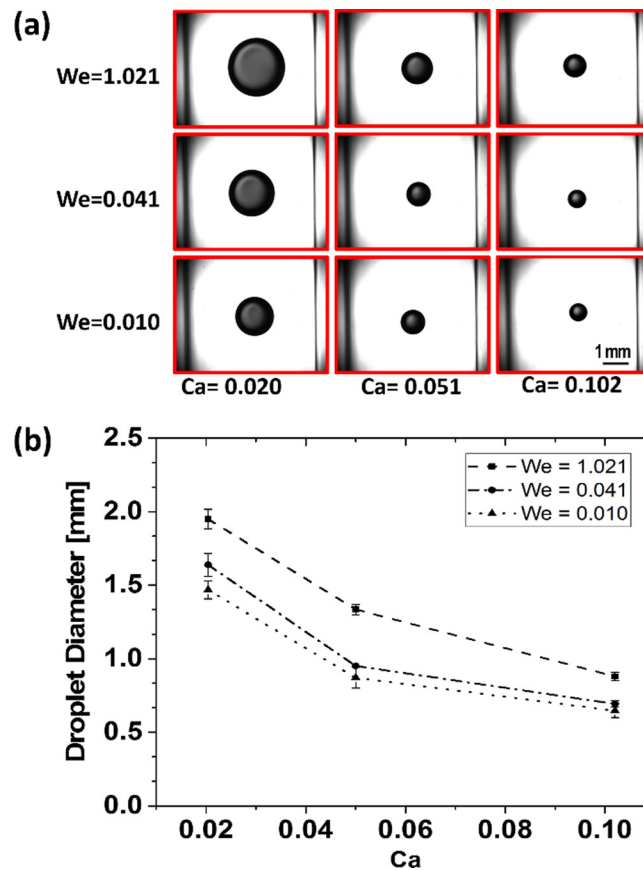 (a)
We=1.021
We=0.041
We=0.010
1 mm
Ca= 0.020 Ca= 0.051 Ca= 0.102
(b)
Droplet Diameter [mm]
2.5
2.0
1.5
1.0
0.5
0.0
We = 1.021
We = 0.041
We = 0.010
0.02 0.04 0.06 0.08 0.10
Ca